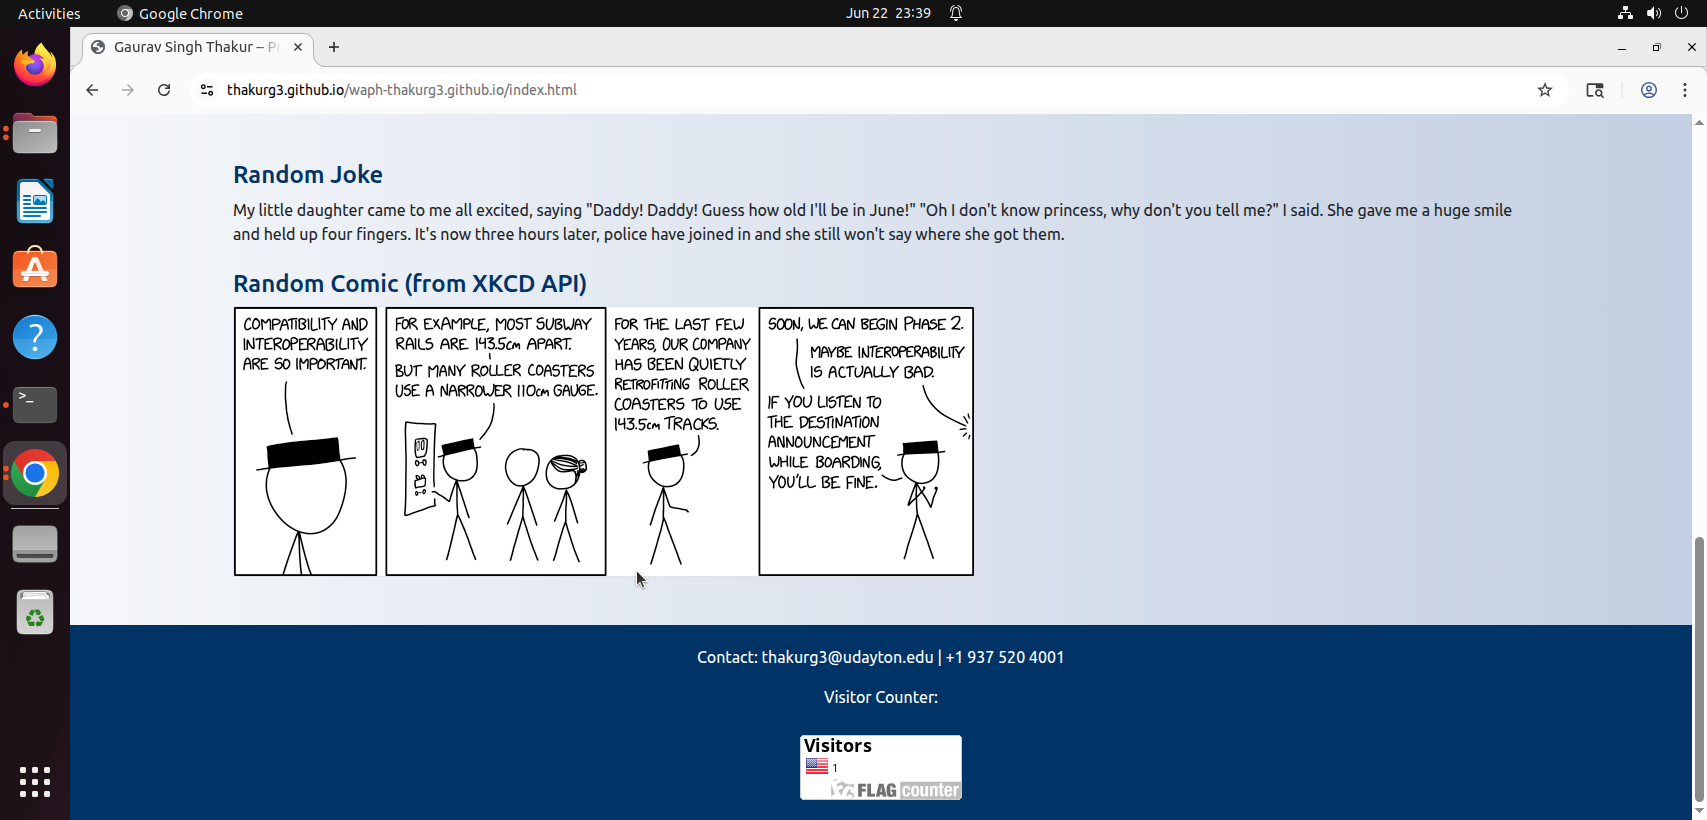 Activities
Google Chrome
Jun 22 23:39
Gaurav Singh Thakur – Pr
thakurg3.github.io/waph-thakurg3.github.io/index.html
Random Joke
My little daughter came to me all excited, saying "Daddy! Daddy! Guess how old I'll be in June!" "Oh I don't know princess, why don't you tell me?" I said. She gave me a huge smile
and held up four fingers. It's now three hours later, police have joined in and she still won't say where she got them.
Random Comic (from XKCD API)
COMPATIBILITY AND
INTEROPERABILITY
ARE SO IMPORTANT.
FOR EXAMPLE, MOST SUBWAY
RAILS ARE 143.5cm APART.
BUT MANY ROLLER COASTERS
USE A NARROWER 110cm GAUGE.
FOR THE LAST FEW
YEARS, OUR COMPANY
HAS BEEN QUIETLY
RETROFITTING ROLLER
COASTERS TO USE
143.5cm TRACKS.
SOON, WE CAN BEGIN PHASE 2.
MAYBE INTEROPERABILITY
IS ACTUALLY BAD.
IF YOU LISTEN TO
THE DESTINATION
ANNOUNCEMENT
WHILE BOARDING,
YOU'LL BE FINE.
Contact: thakurg3@udayton.edu | +1 937 520 4001
Visitor Counter:
Visitors
1
FLAG counter